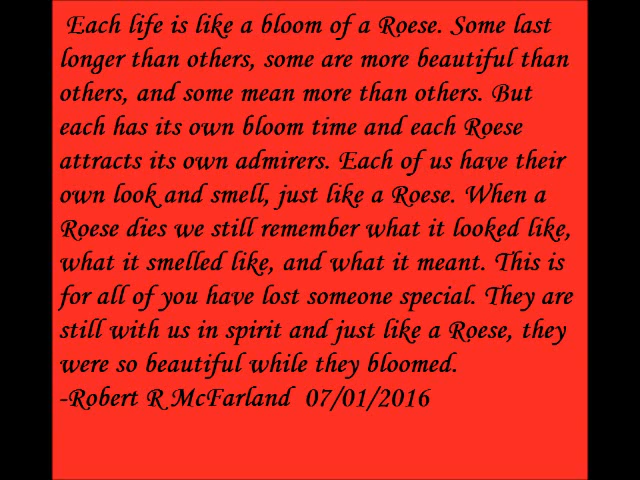 Each life is like a bloom of a Roese. Some last
longer than others, some are more beautiful than
others, and some mean more than others. But
each has its own bloom time and each Roese
attracts its own admirers. Each of us have their
own look and smell, just like a Roese. When a
Roese dies we still remember what it looked like,
what it smelled like, and what it meant. This is
for all of you have lost someone special. They are
still with us in spirit and just like a Roese, they
were so beautiful while they bloomed.
-Robert R McFarland 07/01/2016